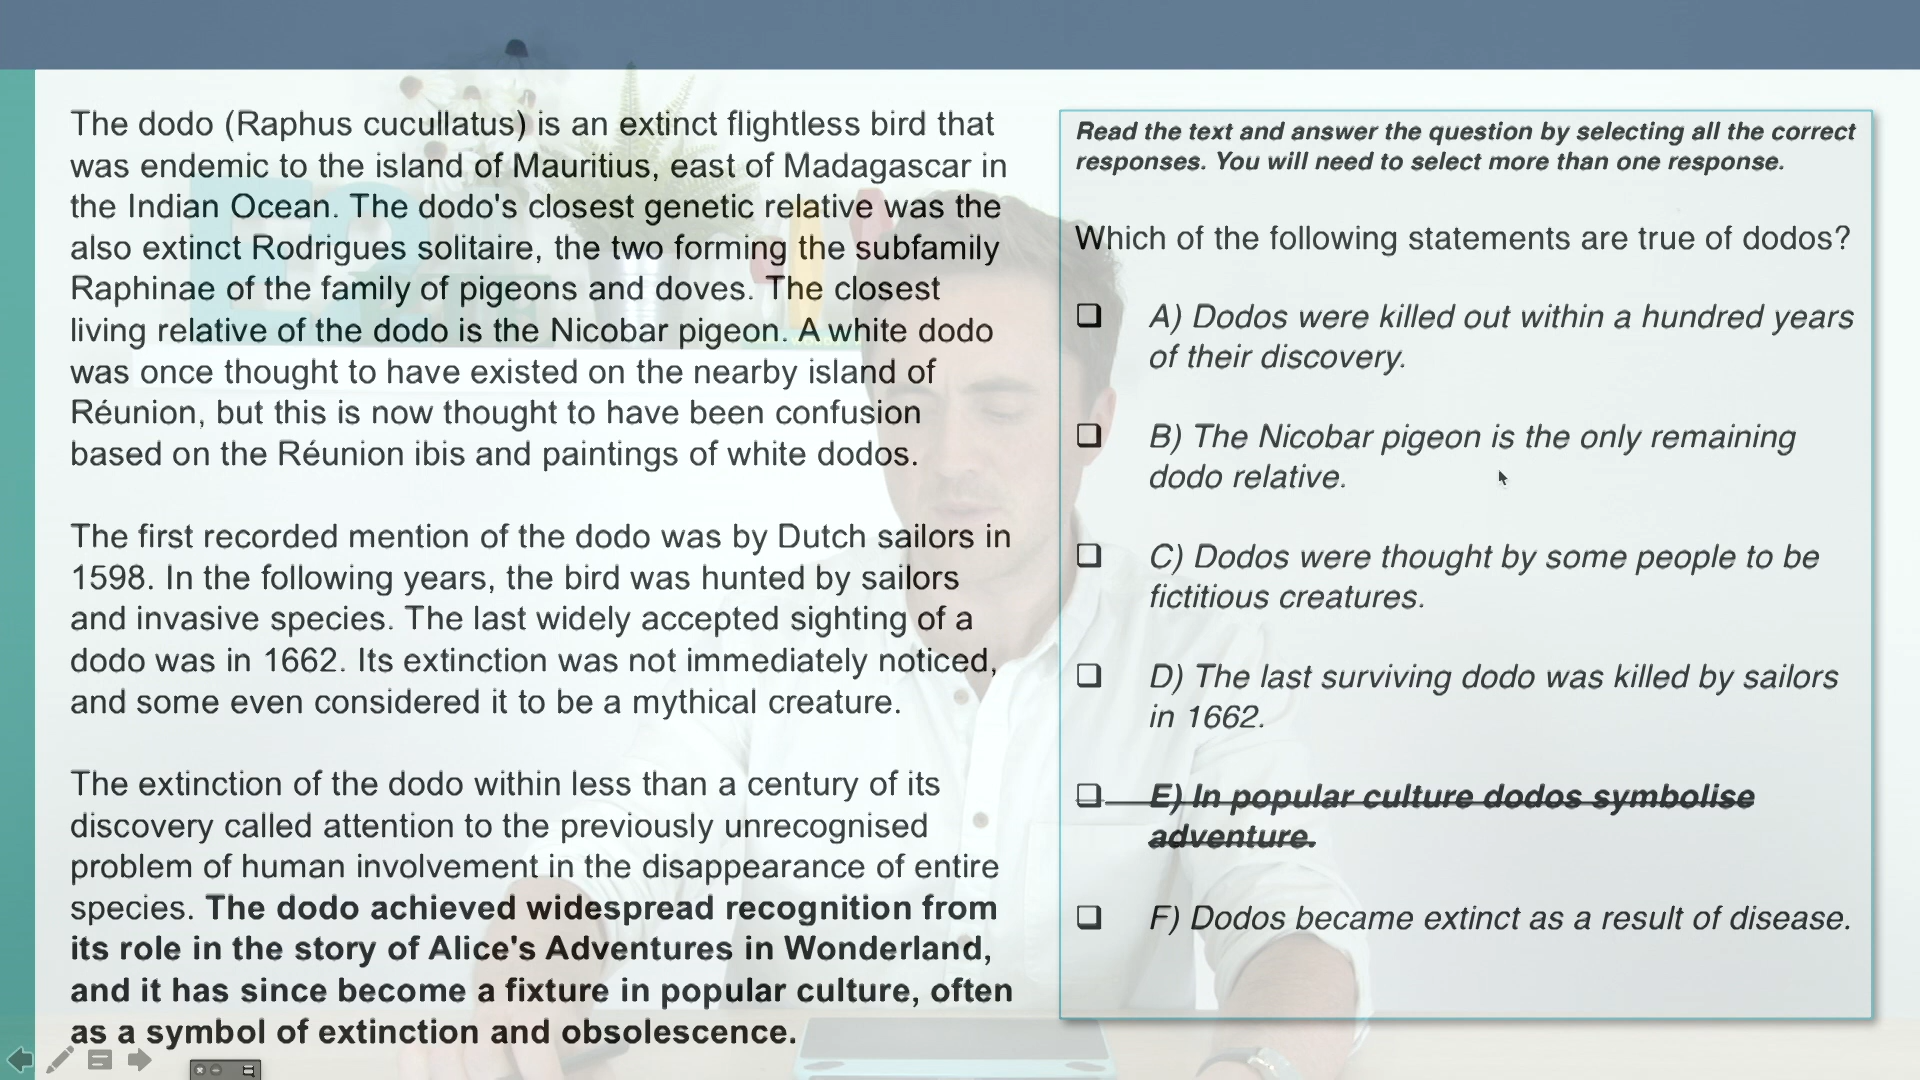 The dodo (Raphus cucullatus) is an extinct flightless bird that
was endemic to the island of Mauritius, east of Madagascar in
the Indian Ocean. The dodo's closest genetic relative was the
also extinct Rodrigues solitaire, the two forming the subfamily
Raphinae of the family of pigeons and doves. The closest
living relative of the dodo is the Nicobar pigeon. A white dodo
was once thought to have existed on the nearby island of
Réunion, but this is now thought to have been confusion
based on the Réunion ibis and paintings of white dodos.
The first recorded mention of the dodo was by Dutch sailors in
1598. In the following years, the bird was hunted by sailors
and invasive species. The last widely accepted sighting of a
dodo was in 1662. Its extinction was not immediately noticed,
and some even considered it to be a mythical creature.
The extinction of the dodo within less than a century of its
discovery called attention to the previously unrecognised
problem of human involvement in the disappearance of entire
species. The dodo achieved widespread recognition from
its role in the story of Alice's Adventures in Wonderland,
and it has since become a fixture in popular culture, often
as a symbol of extinction and obsolescence.
Read the text and answer the question by selecting all the correct
responses. You will need to select more than one response.
Which of the following statements are true of dodos?
A) Dodos were killed out within a hundred years
of their discovery.
B) The Nicobar pigeon is the only remaining
dodo relative.
C) Dodos were thought by some people to be
fictitious creatures.
D) The last surviving dodo was killed by sailors
in 1662.
E) In popular culture dodos symbolise
adventure.
F) Dodos became extinct as a result of disease.
E2